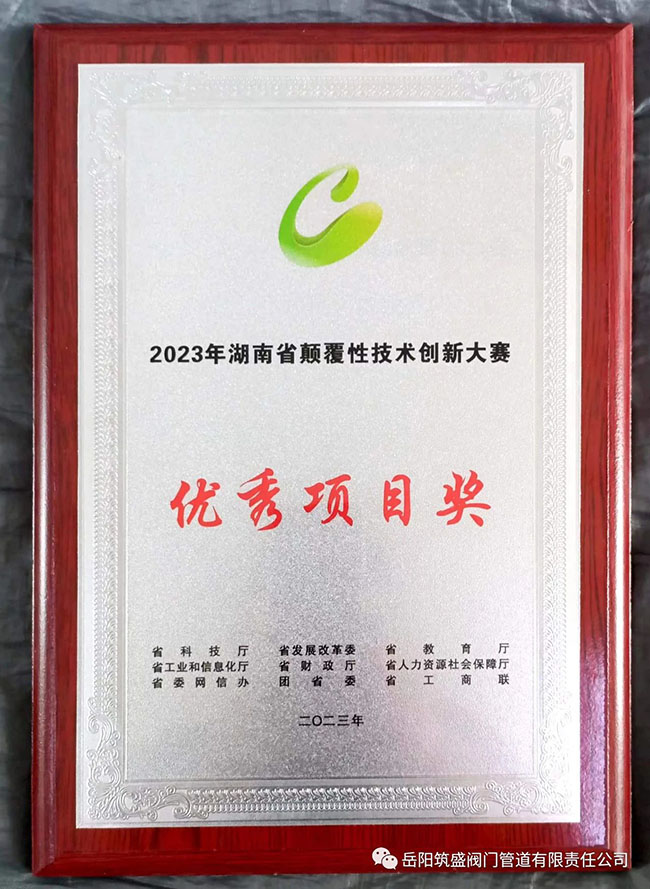 2023年湖南省颠覆性技术创新大赛
优秀项目奖
省科技厅 省发展改革委 省教育厅
省工业和信息化厅 省财政厅 省人力资源社会保障厅
省委网信办 团省委 省工商联
二〇二三年
岳阳筑盛阀门管道有限责任公司